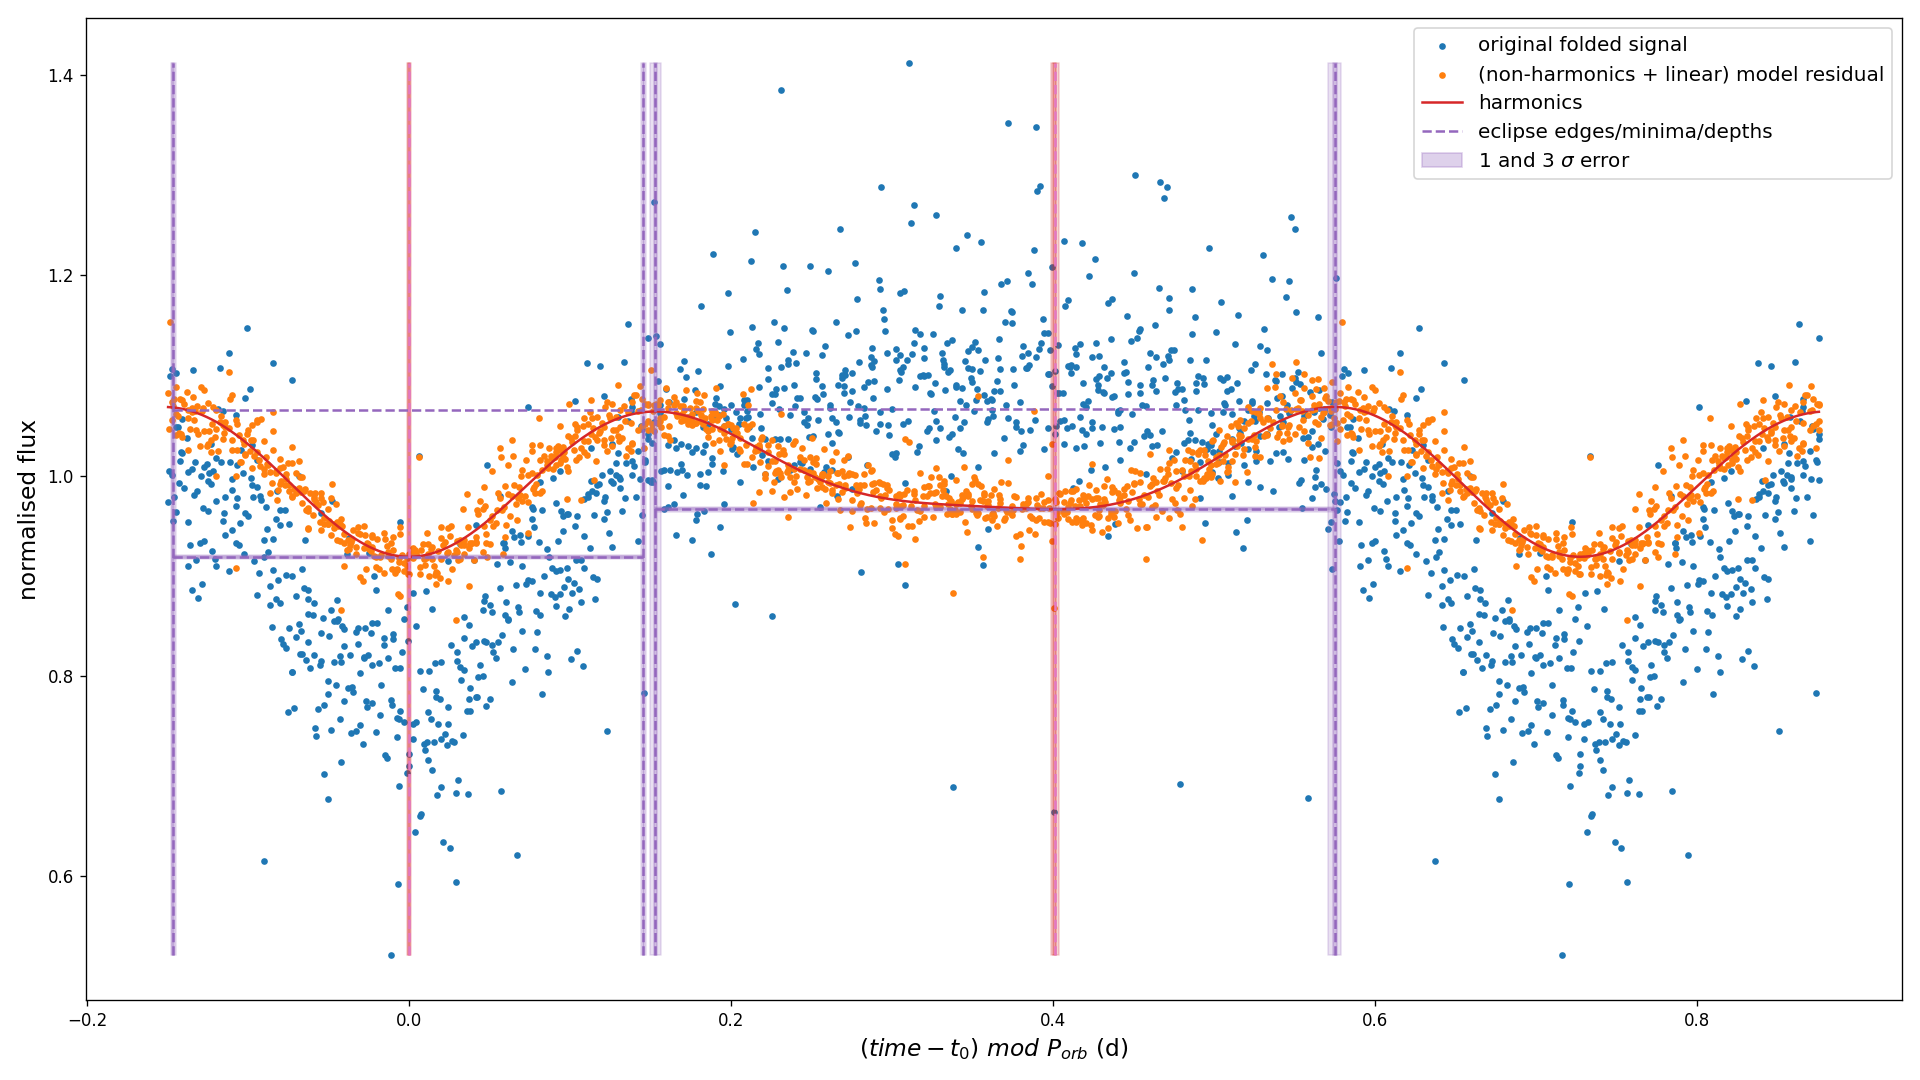 original folded signal
(non-harmonics + linear) model residual
harmonics
eclipse edges/minima/depths
1 and 3 σ error
normalised flux
1.4
1.2
1.0
0.8
0.6
−0.2
0.0
0.2
0.4
0.6
0.8
(time − t₀) mod Pₒᵣb (d)